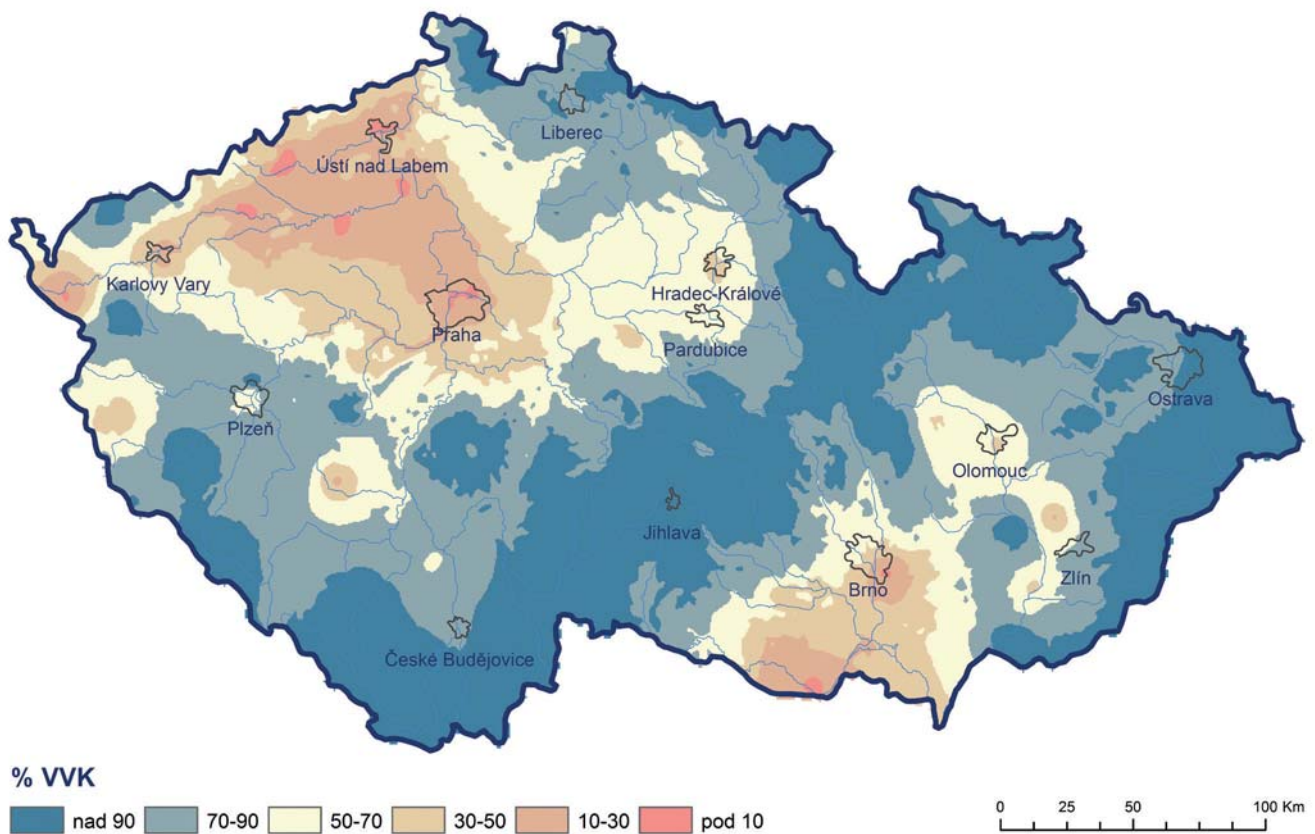 Liberec
Ústí nad Labem
Karlovy Vary
Hradec-Králové
Praha
Pardubice
Ostrava
Plzeň
Olomouc
Jihlava
Zlín
Brno
České Budějovice
% VVK
nad 90 70-90 50-70 30-50 10-30 pod 10
0 25 50 100 Km